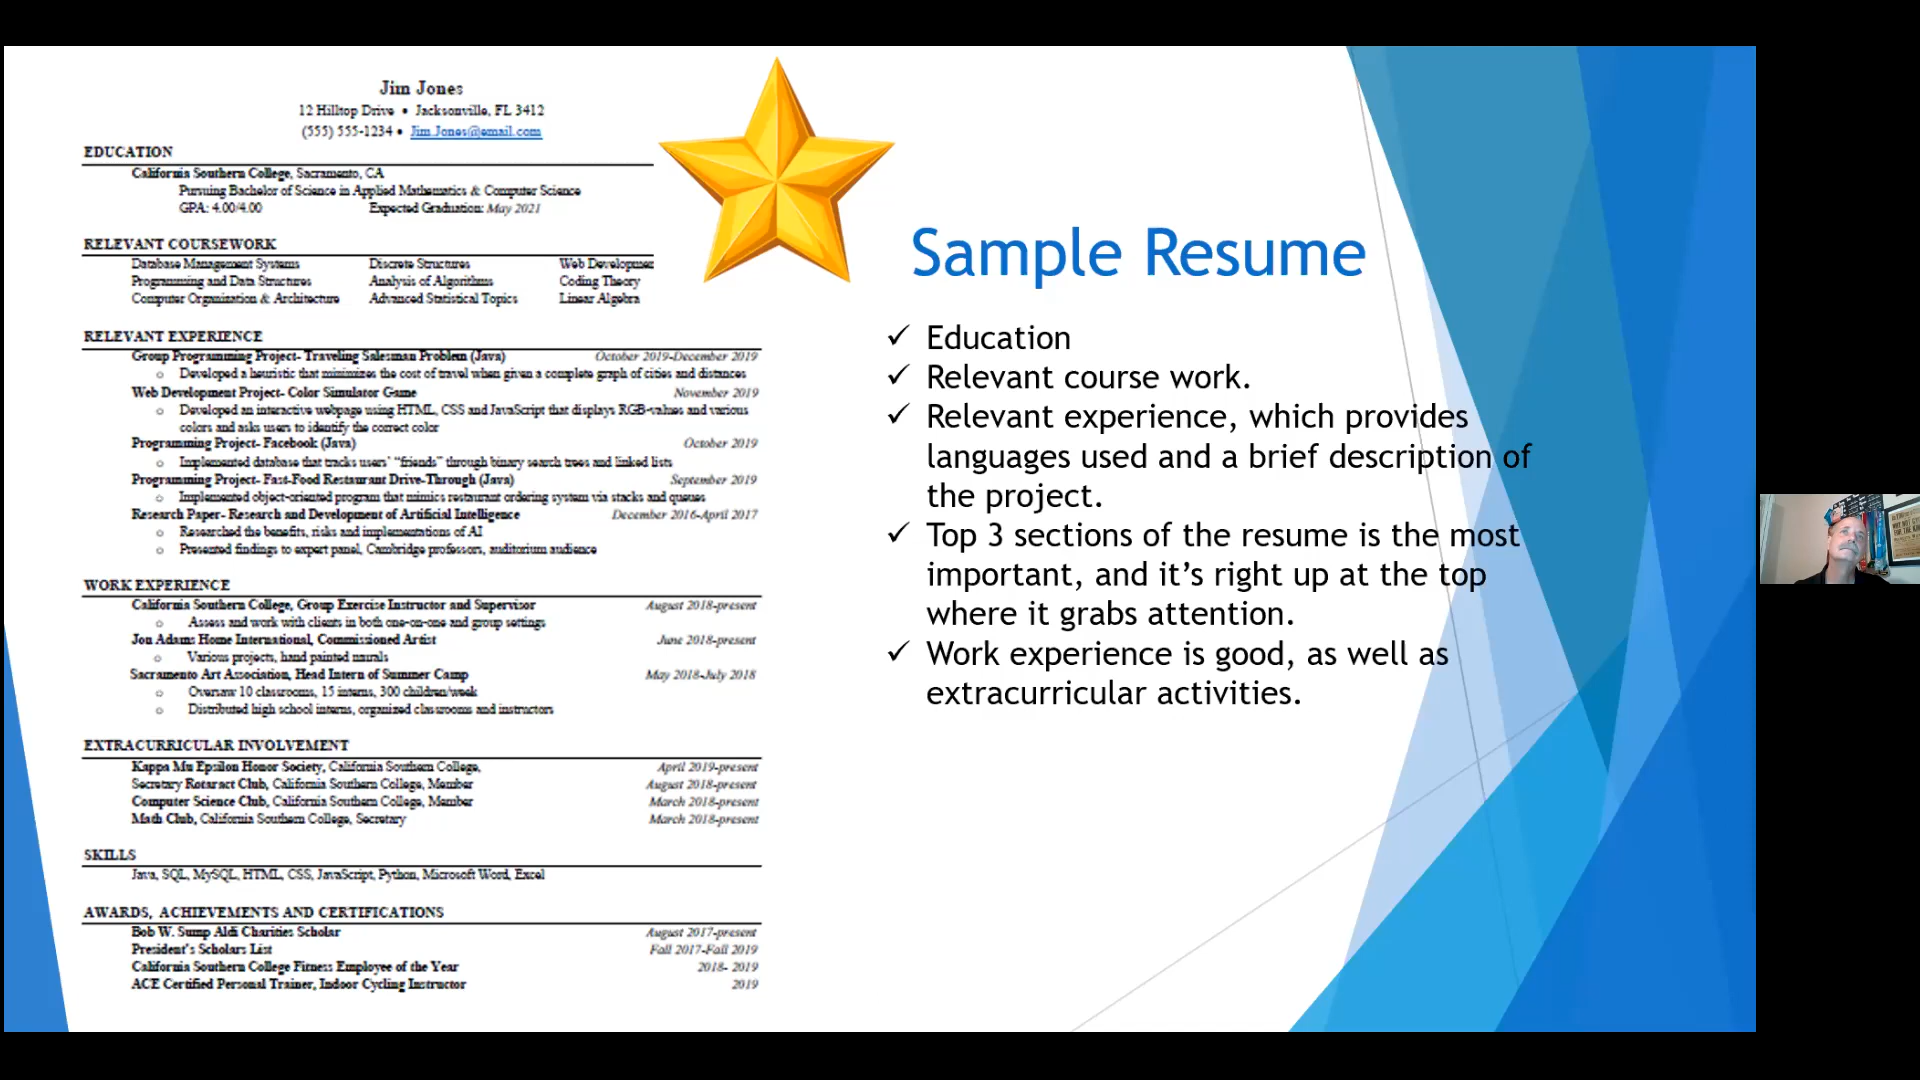 Jim Jones
12 Hilltop Drive • Jacksonville, FL 3412
(555) 555-1234 • Jim.Jones@email.com
EDUCATION
California Southern College, Sacramento, CA
Pursuing Bachelor of Science in Applied Mathematics & Computer Science
GPA: 4.00/4.00 Expected Graduation: May 2021
RELEVANT COURSEWORK
Database Management Systems Discrete Structures Web Developmen
Programming and Data Structures Analysis of Algorithms Coding Theory
Computer Organization & Architecture Advanced Statistical Topics Linear Algebra
RELEVANT EXPERIENCE
Group Programming Project- Traveling Salesman Problem (Java) October 2019-December 2019
o Developed a heuristic that minimizes the cost of travel when given a complete graph of cities and distances
Web Development Project- Color Simulator Game November 2019
o Developed an interactive webpage using HTML, CSS and JavaScript that displays RGB-values and various
colors and asks users to identify the correct color
Programming Project- Facebook (Java) October 2019
o Implemented database that tracks users' “friends” through binary search trees and linked lists
Programming Project- Fast-Food Restaurant Drive-Through (Java) September 2019
o Implemented object-oriented program that mimics restaurant ordering system via stacks and queues
Research Paper- Research and Development of Artificial Intelligence December 2016-April 2017
o Researched the benefits, risks and implementations of AI
o Presented findings to expert panel, Cambridge professors, auditorium audience
WORK EXPERIENCE
California Southern College, Group Exercise Instructor and Supervisor August 2018-present
o Assess and work with clients in both one-on-one and group settings
Jon Adams Home International, Commissioned Artist June 2018-present
o Various projects, hand painted murals
Sacramento Art Association, Head Intern of Summer Camp May 2018-July 2018
o Oversaw 10 classrooms, 15 interns, 300 children/week
o Distributed high school interns, organized classrooms and instructors
EXTRACURRICULAR INVOLVEMENT
Kappa Mu Epsilon Honor Society, California Southern College, April 2019-present
Secretary Rotaract Club, California Southern College, Member August 2018-present
Computer Science Club, California Southern College, Member March 2018-present
Math Club, California Southern College, Secretary March 2018-present
SKILLS
Java, SQL, MySQL, HTML, CSS, JavaScript, Python, Microsoft Word, Excel
AWARDS, ACHIEVEMENTS AND CERTIFICATIONS
Bob W. Sump Aldi Charities Scholar August 2017-present
President's Scholars List Fall 2017-Fall 2019
California Southern College Fitness Employee of the Year 2018- 2019
ACE Certified Personal Trainer, Indoor Cycling Instructor 2019
Sample Resume
✓ Education
✓ Relevant course work.
✓ Relevant experience, which provides
languages used and a brief description of
the project.
✓ Top 3 sections of the resume is the most
important, and it’s right up at the top
where it grabs attention.
✓ Work experience is good, as well as
extracurricular activities.